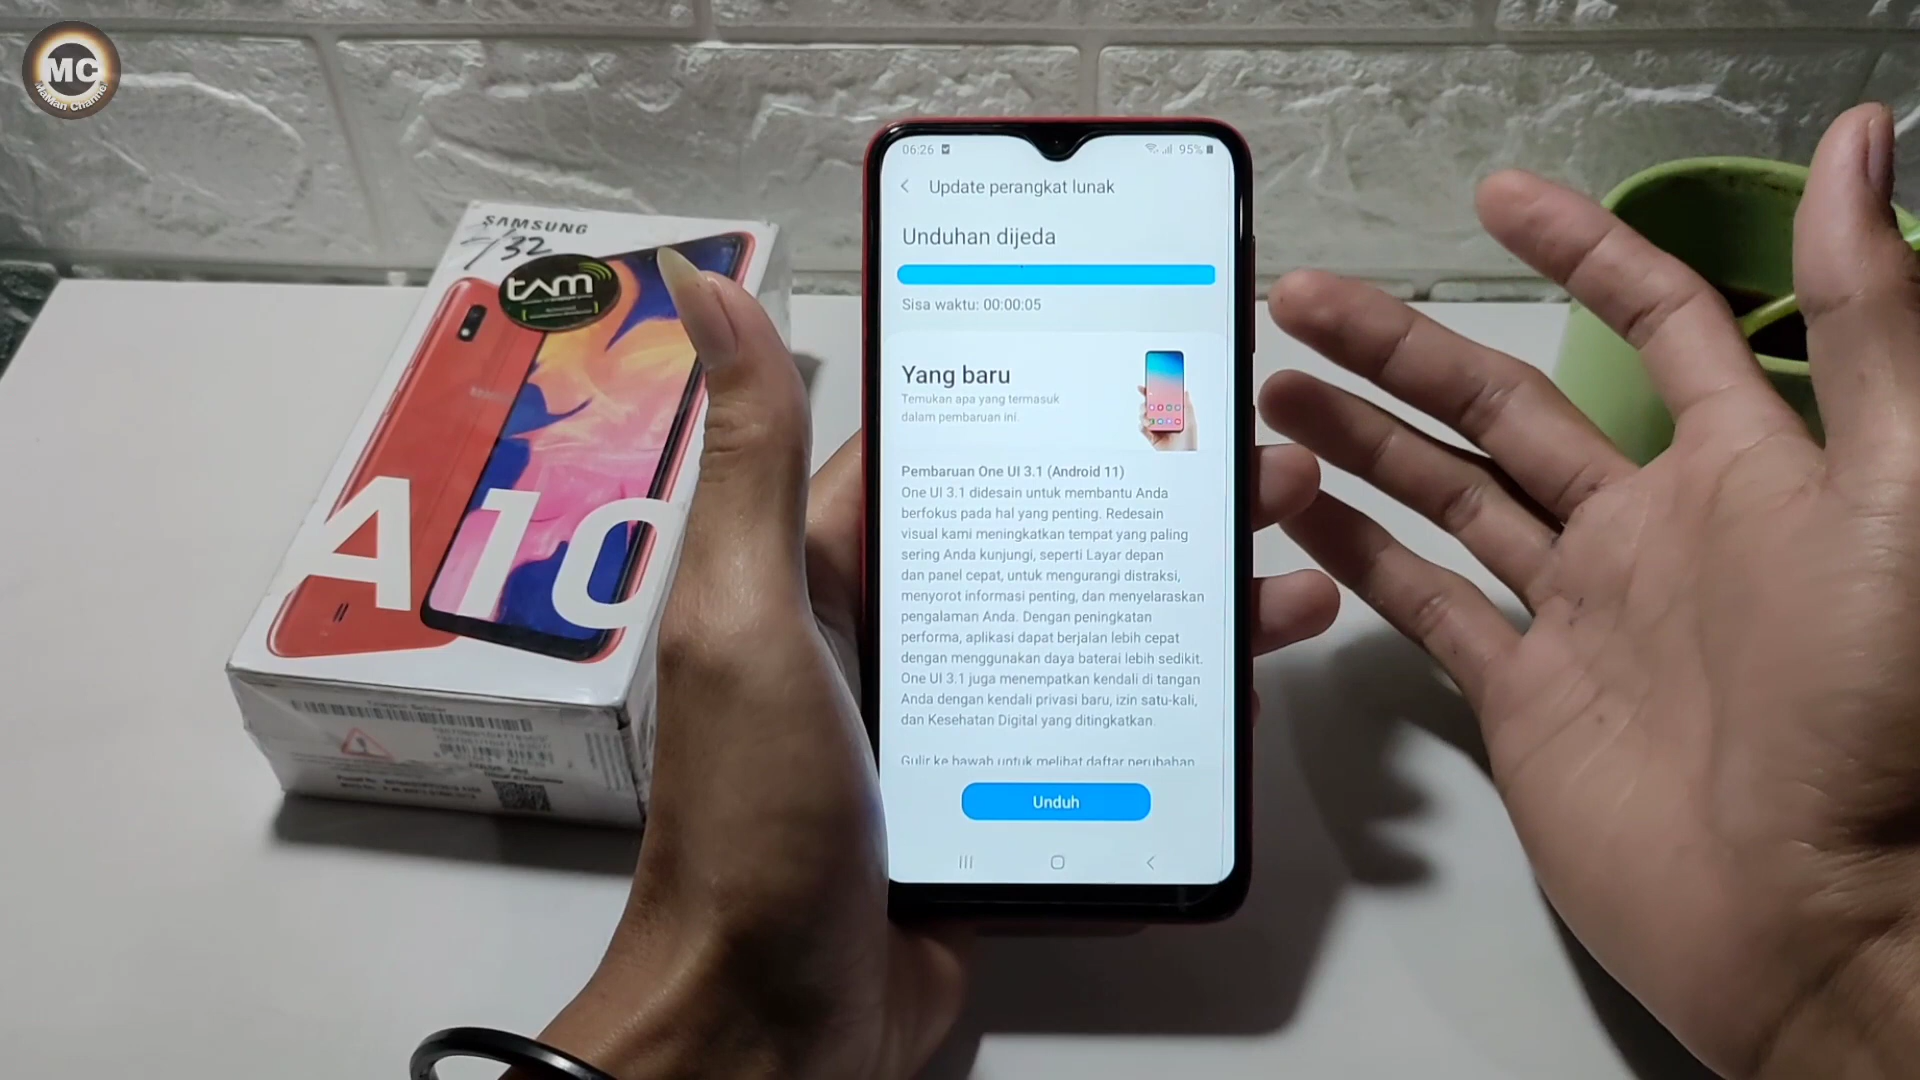 MC
MaMan Channel
SAMSUNG
/32
tam
A10
06:26
95%
Update perangkat lunak
Unduhan dijeda
Sisa waktu: 00:00:05
Yang baru
Temukan apa yang termasuk
dalam pembaruan ini.
Pembaruan One UI 3.1 (Android 11)
One UI 3.1 didesain untuk membantu Anda
berfokus pada hal yang penting. Redesain
visual kami meningkatkan tempat yang paling
sering Anda kunjungi, seperti Layar depan
dan panel cepat, untuk mengurangi distraksi,
menyorot informasi penting, dan menyelaraskan
pengalaman Anda. Dengan peningkatan
performa, aplikasi dapat berjalan lebih cepat
dengan menggunakan daya baterai lebih sedikit.
One UI 3.1 juga menempatkan kendali di tangan
Anda dengan kendali privasi baru, izin satu-kali,
dan Kesehatan Digital yang ditingkatkan.
Gulir ke bawah untuk melihat daftar perubahan
Unduh